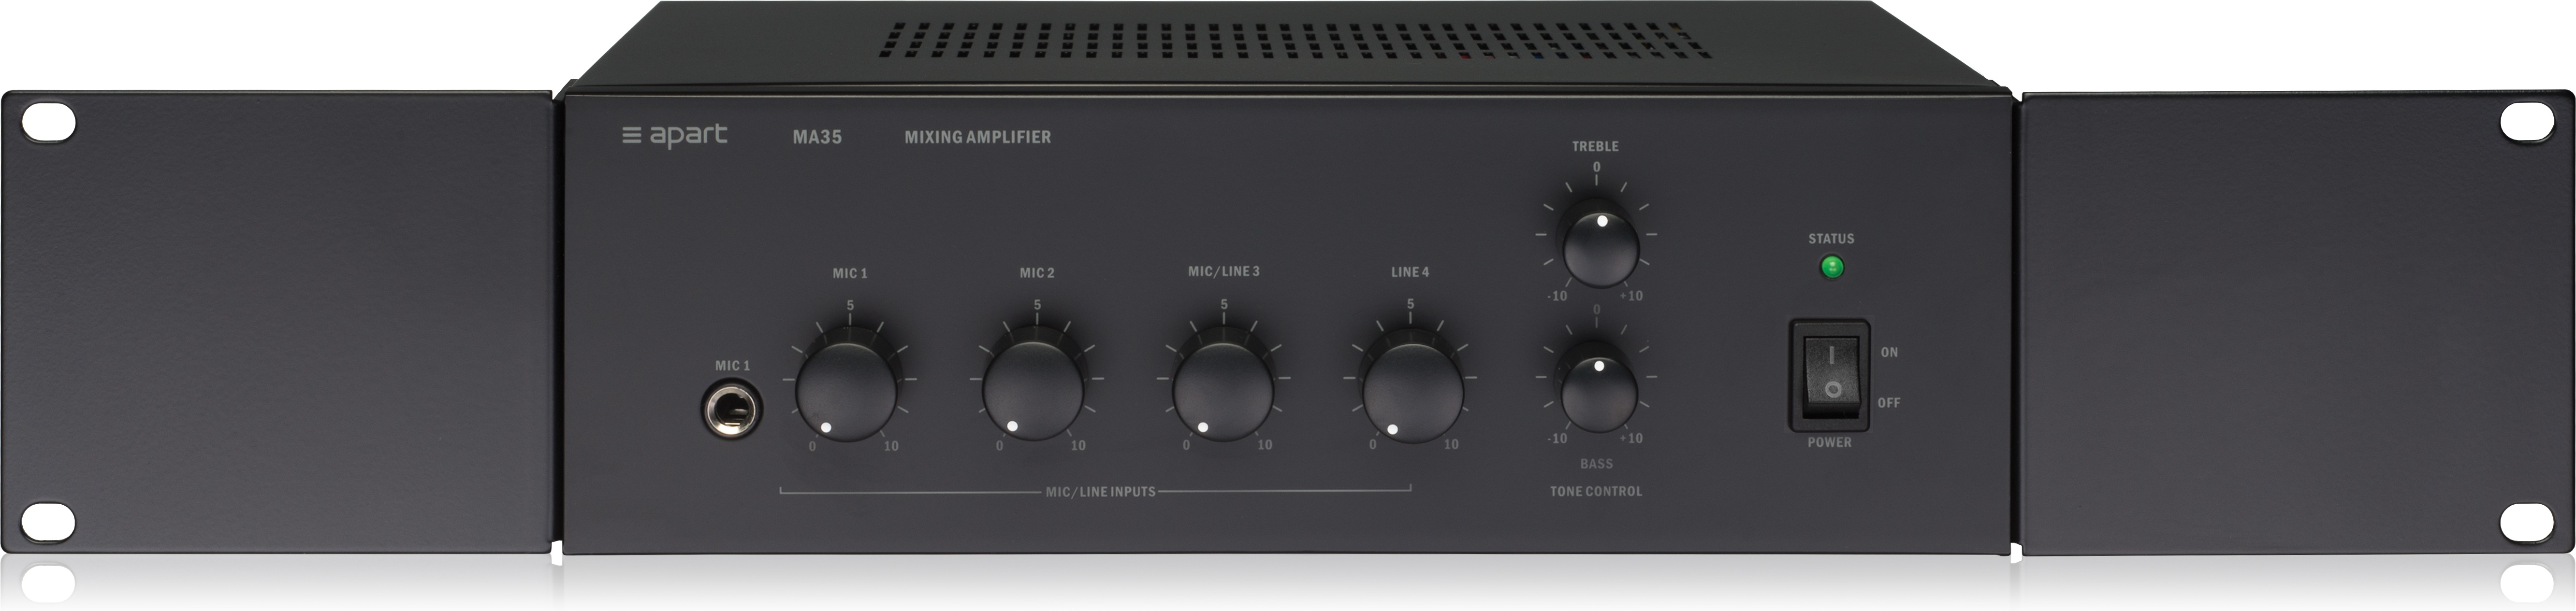 apart MA35 MIXING AMPLIFIER
TREBLE
0
-10 +10
STATUS
MIC 1 MIC 2 MIC/LINE 3 LINE 4
5 5 5 5
0
MIC 1
0 10 0 10 0 10 0 10
-10 +10
BASS
MIC/LINE INPUTS
TONE CONTROL
I ON
O OFF
POWER